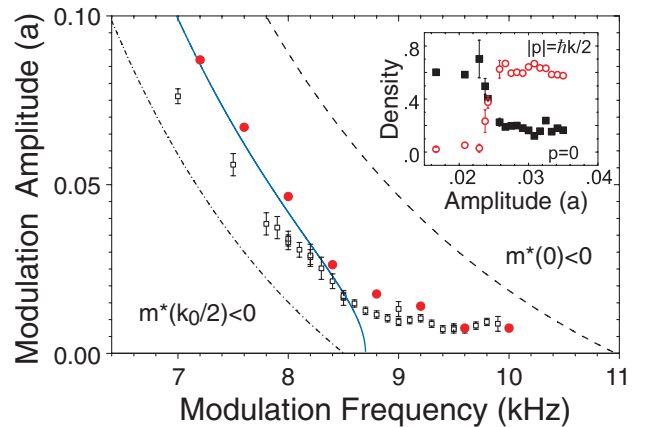 0.10
0.05
0.00
Modulation Amplitude (a)
7 8 9 10 11
Modulation Frequency (kHz)
m*(k₀/2)<0
m*(0)<0
.8
.4
.0
Density
|p|=ħk/2
p=0
.02 .03 .04
Amplitude (a)